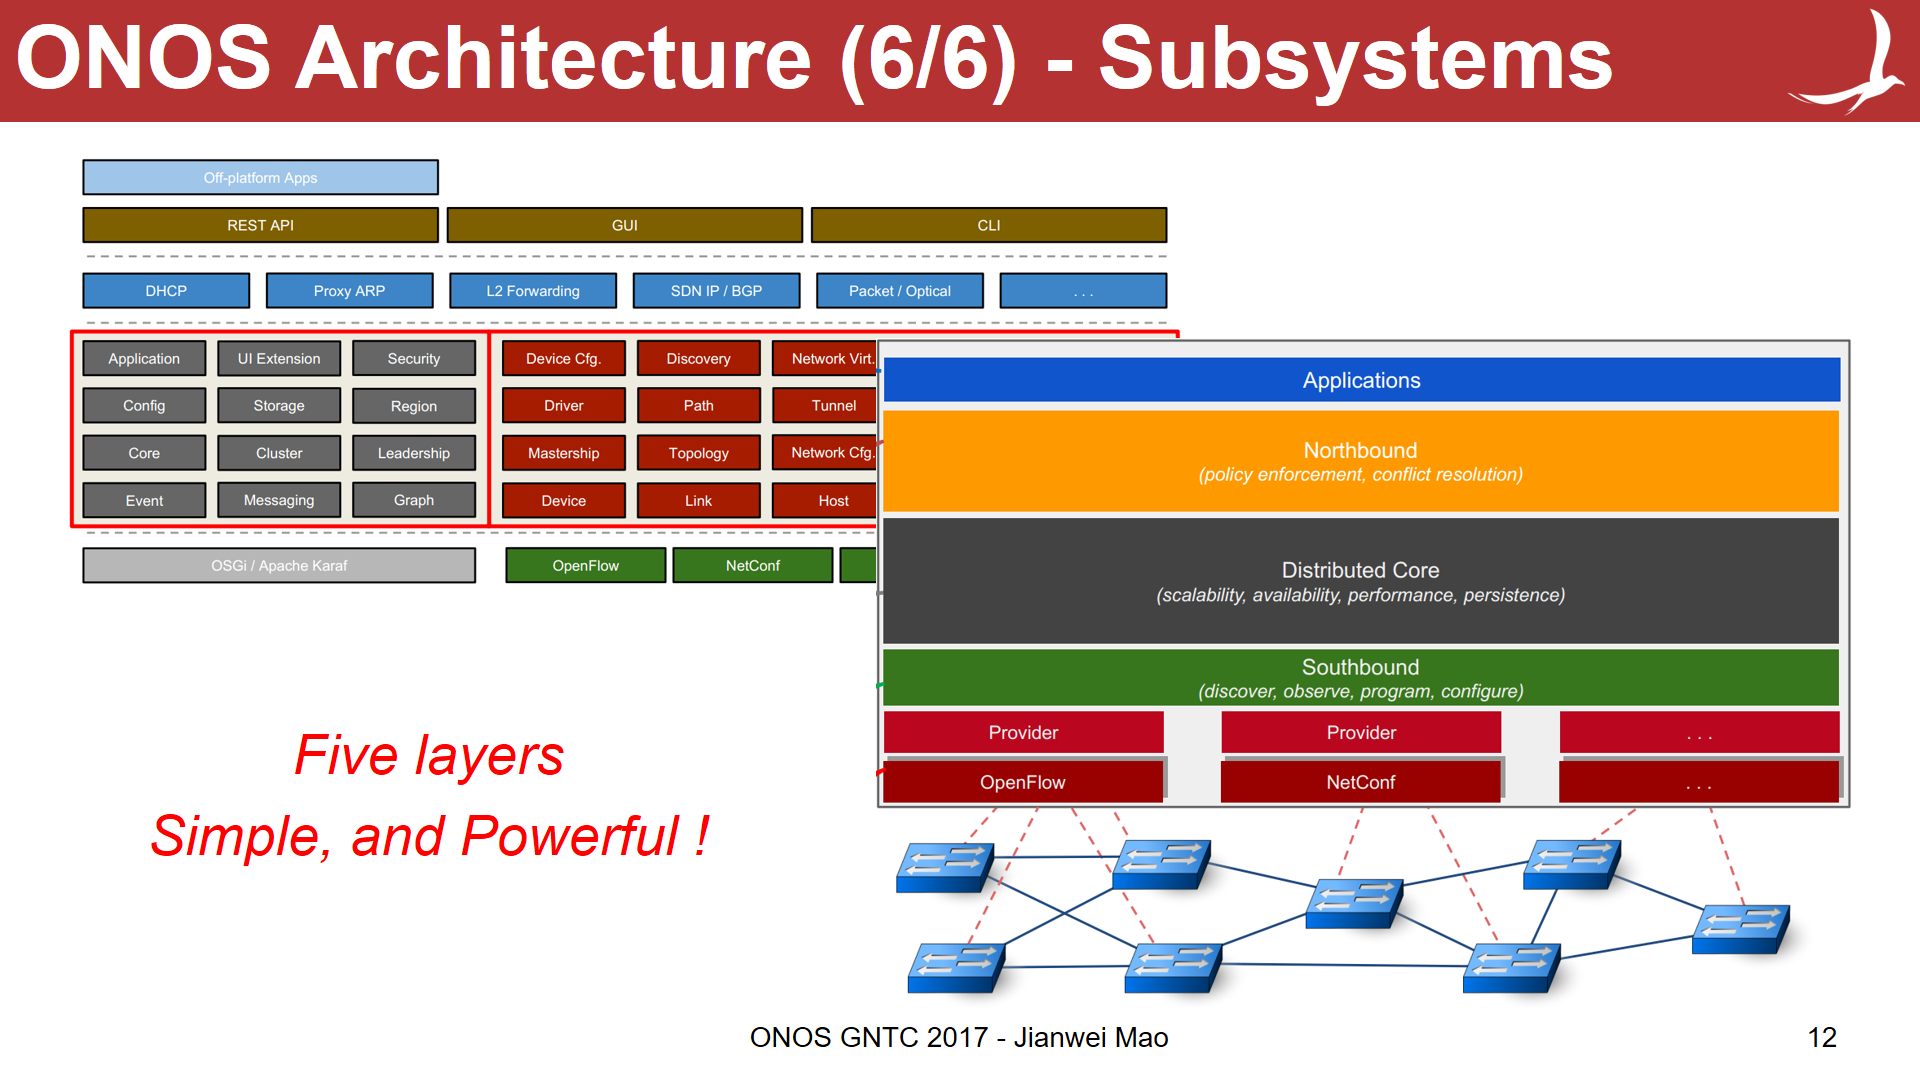 ONOS Architecture (6/6) - Subsystems
Off-platform Apps
REST API
GUI
CLI
DHCP
Proxy ARP
L2 Forwarding
SDN IP / BGP
Packet / Optical
. . .
Application
UI Extension
Security
Device Cfg.
Discovery
Network Virt.
Config
Storage
Region
Driver
Path
Tunnel
Core
Cluster
Leadership
Mastership
Topology
Network Cfg.
Event
Messaging
Graph
Device
Link
Host
OSGi / Apache Karaf
OpenFlow
NetConf
Applications
Northbound
(policy enforcement, conflict resolution)
Distributed Core
(scalability, availability, performance, persistence)
Southbound
(discover, observe, program, configure)
Provider
Provider
. . .
OpenFlow
NetConf
. . .
Five layers
Simple, and Powerful !
ONOS GNTC 2017 - Jianwei Mao
12